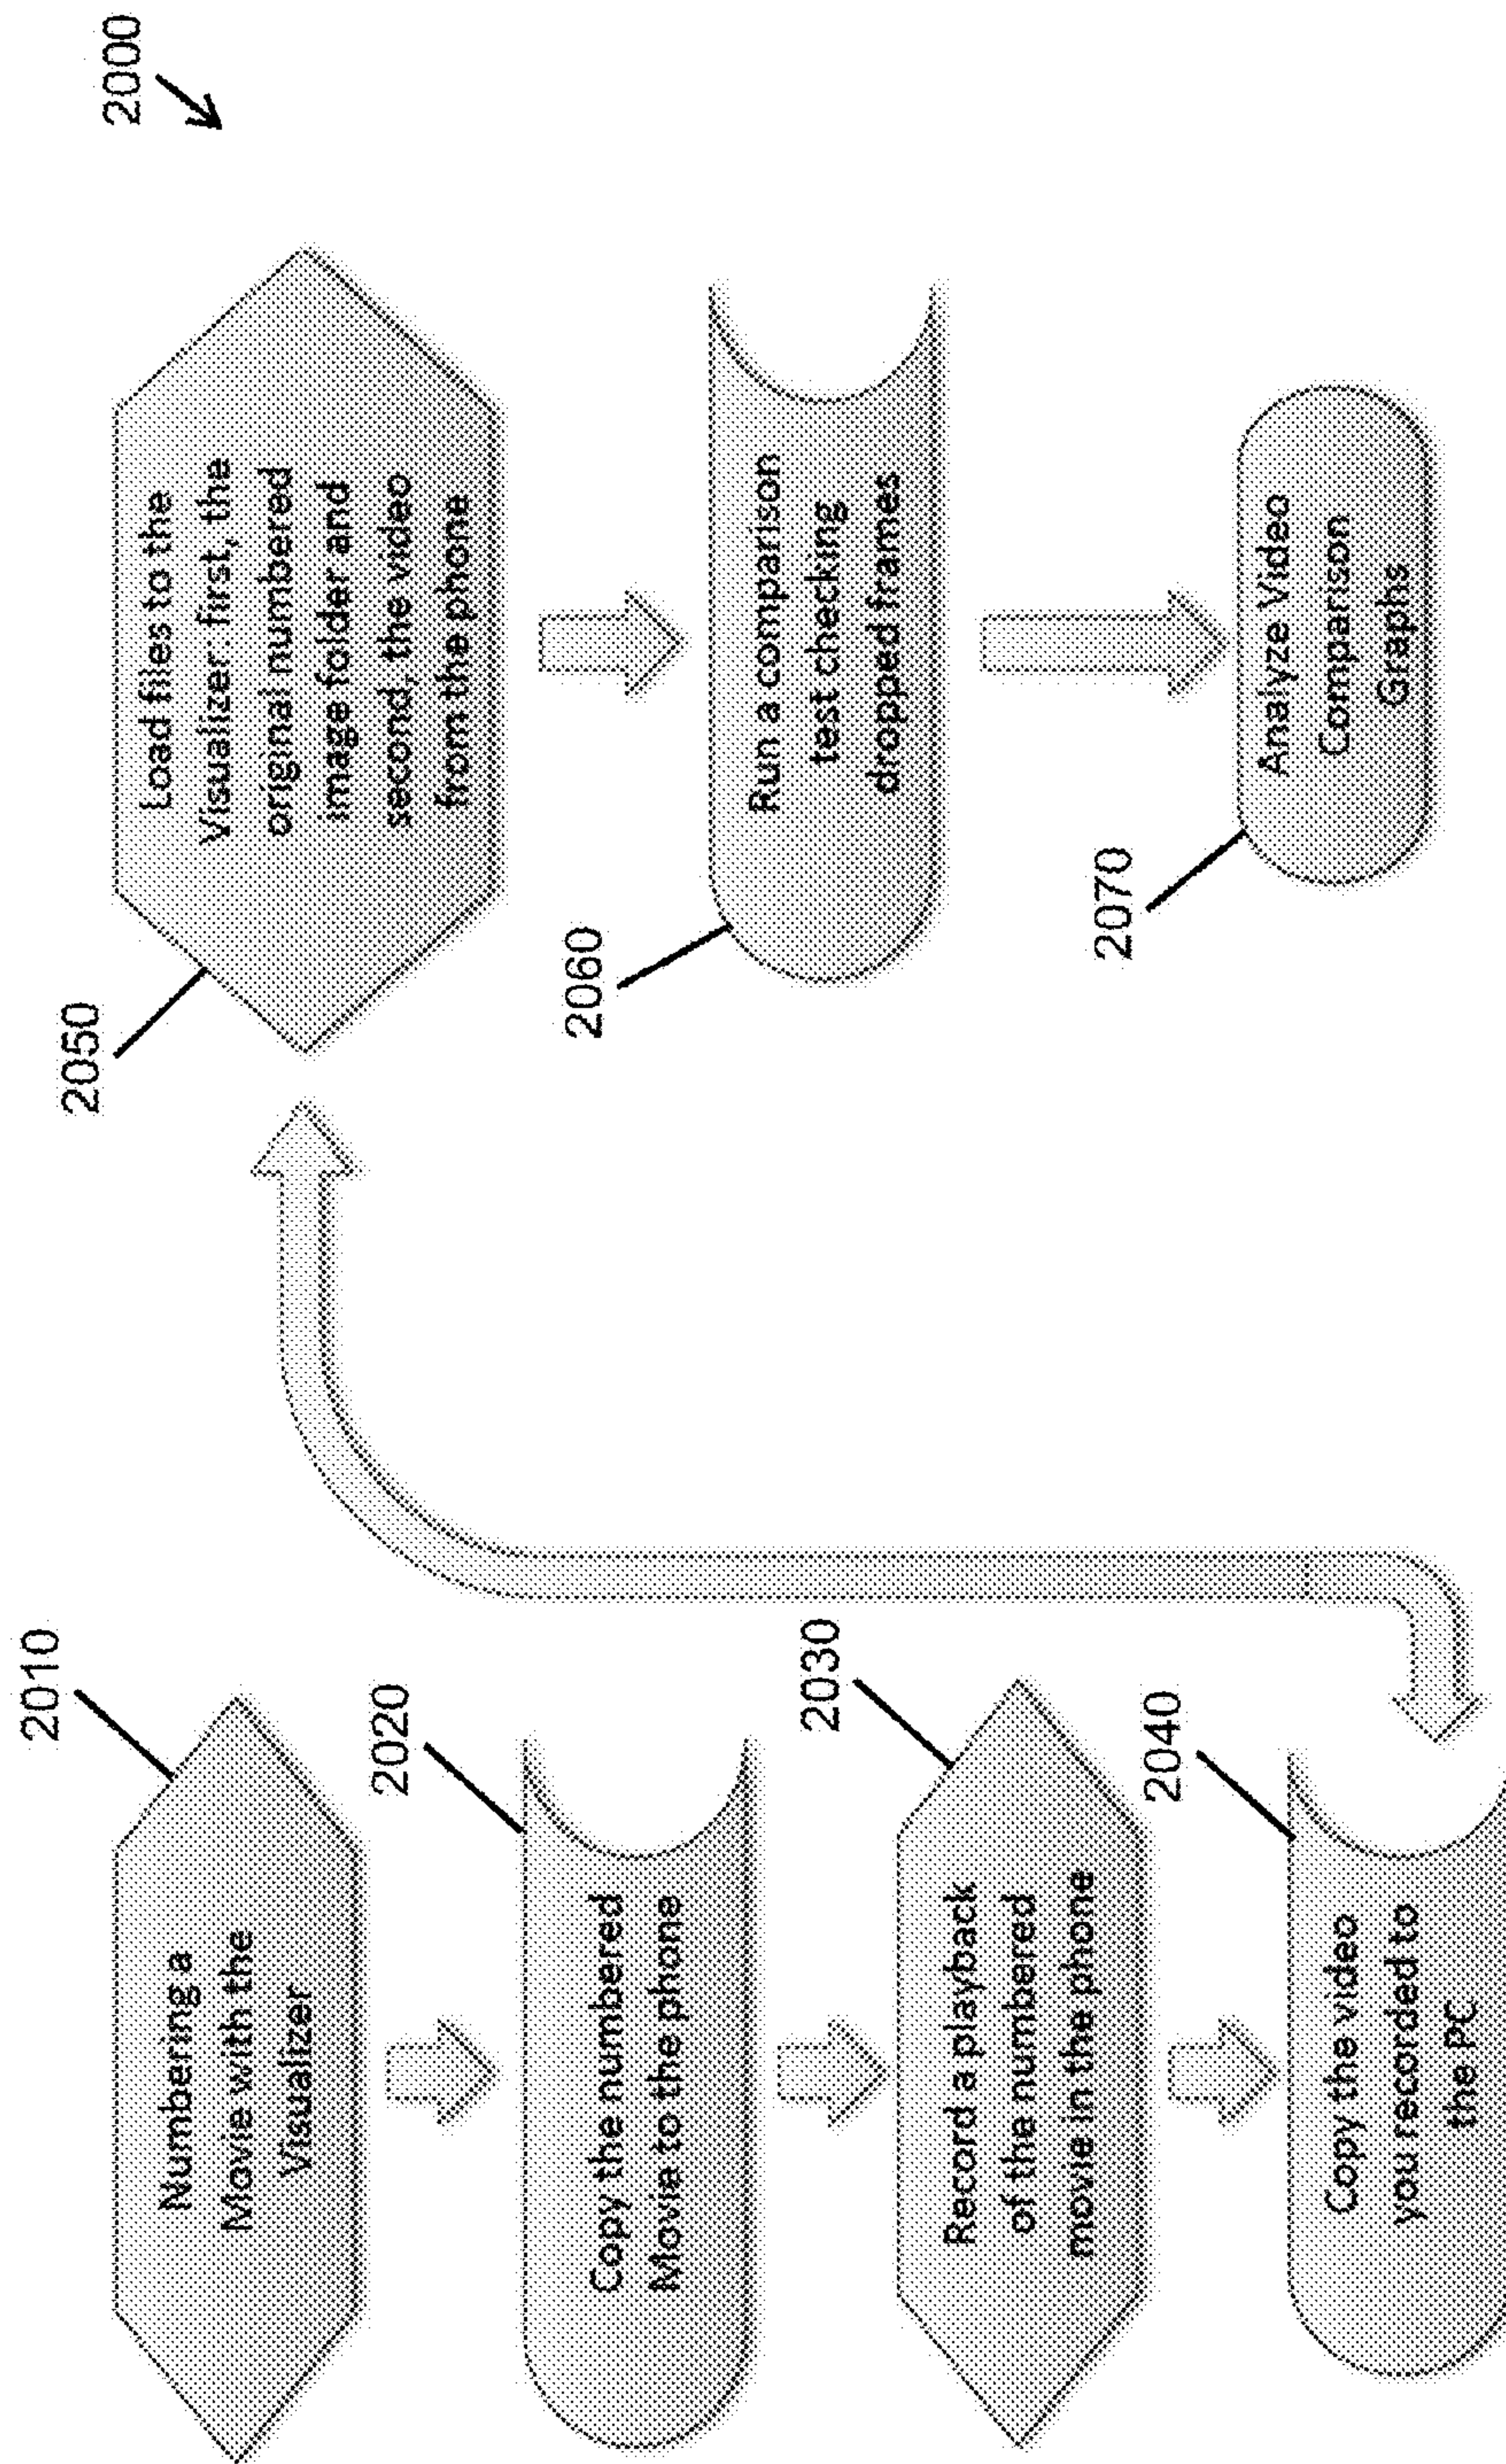 2000
2010
Numbering a
Movie with the
Visualizer
2020
Copy the numbered
Movie to the phone
2030
Record a playback
of the numbered
movie in the phone
2040
Copy the video
you recorded to
the PC
2050
Load files to the
Visualizer: first, the
original numbered
image folder and
second, the video
from the phone
2060
Run a comparison
test checking
dropped frames
2070
Analyze Video
Comparison
Graphs